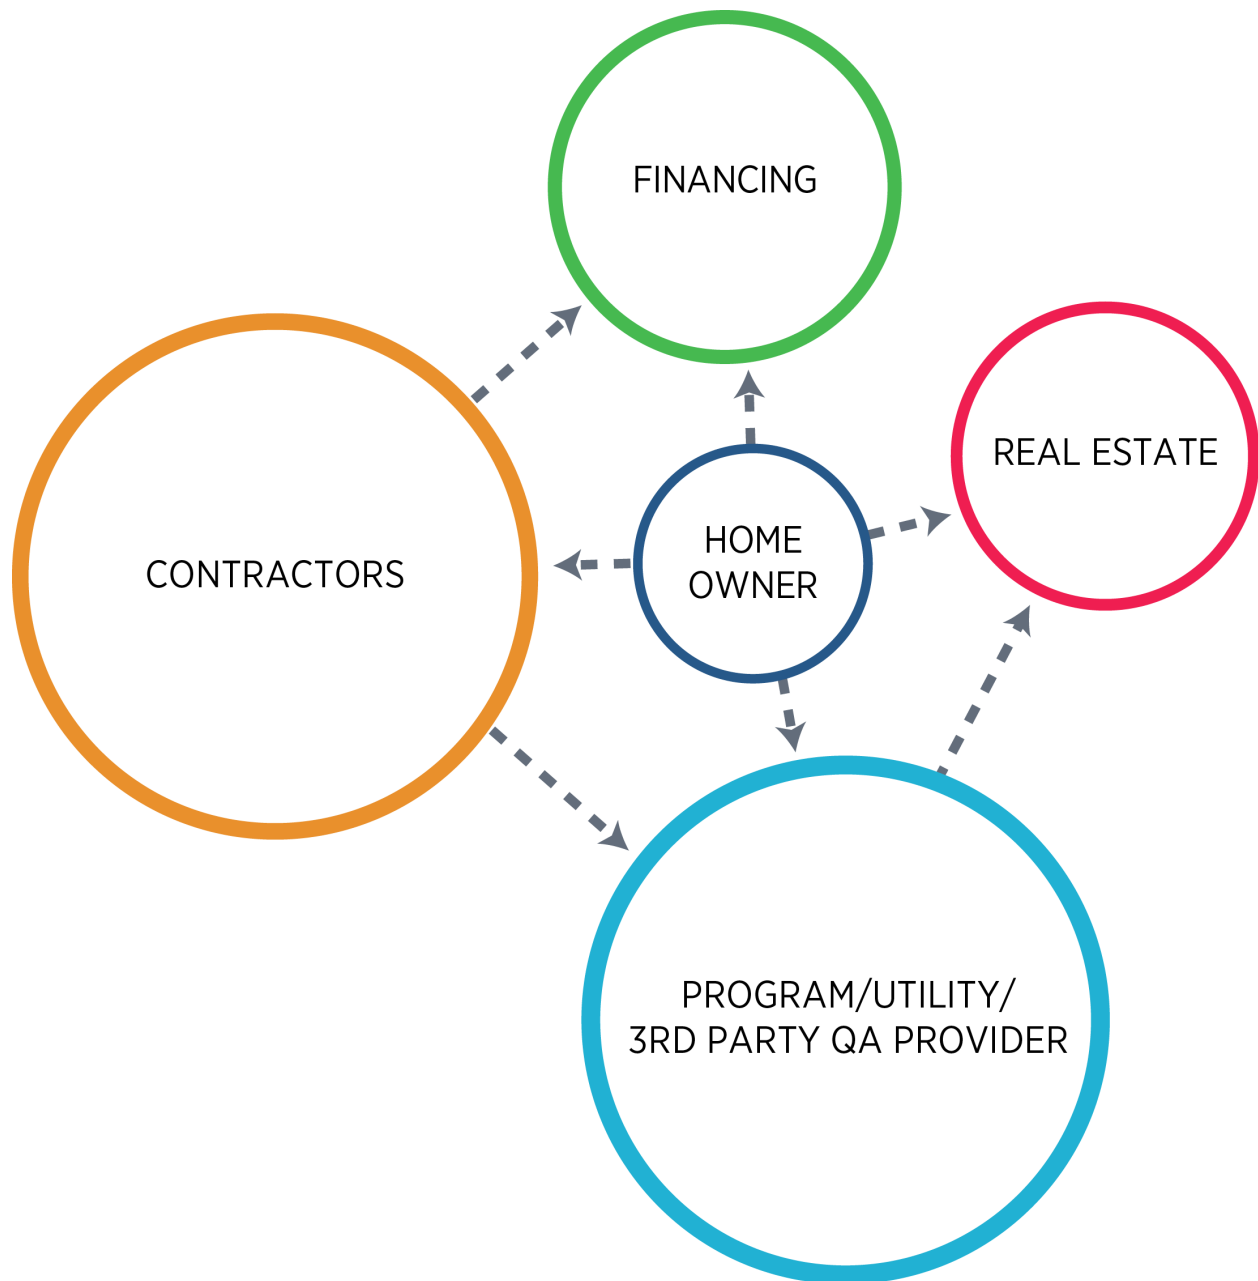 FINANCING
REAL ESTATE
HOME
OWNER
CONTRACTORS
PROGRAM/UTILITY/
3RD PARTY QA PROVIDER